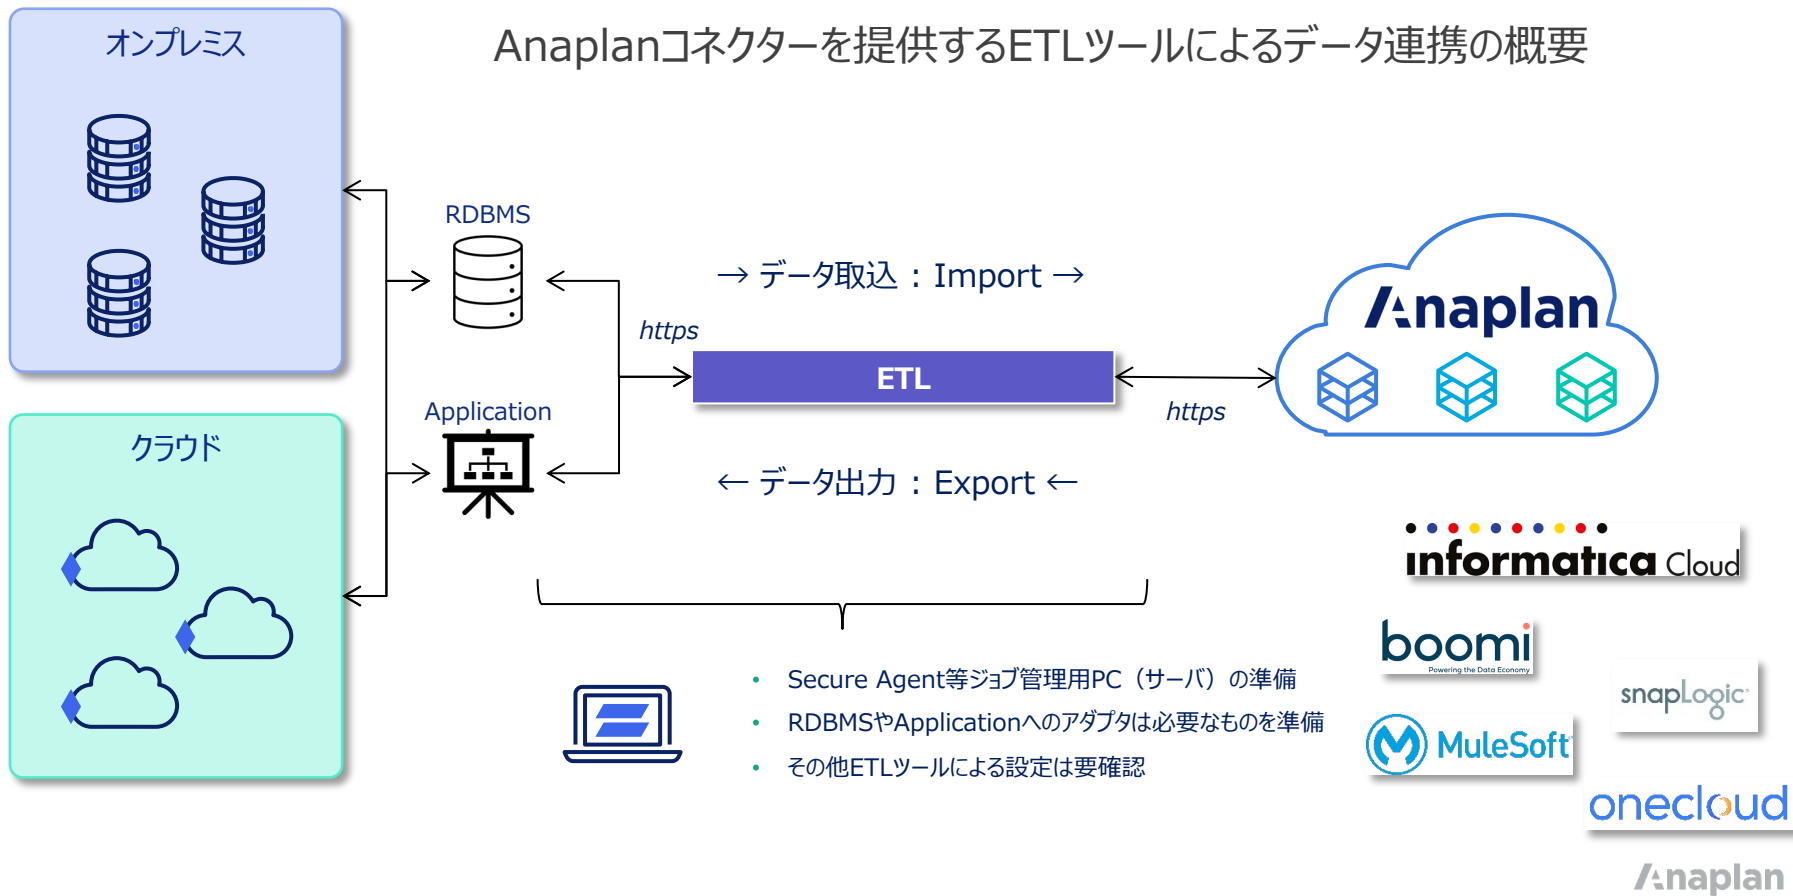 Anaplanコネクターを提供するETLツールによるデータ連携の概要
オンプレミス
クラウド
RDBMS
Application
→ データ取込：Import →
https
ETL
https
← データ出力：Export ←
Anaplan
• Secure Agent等ジョブ管理用PC（サーバ）の準備
• RDBMSやApplicationへのアダプタは必要なものを準備
• その他ETLツールによる設定は要確認
informatica Cloud
boomi
Powering the Data Economy
snapLogic
MuleSoft
onecloud
Anaplan